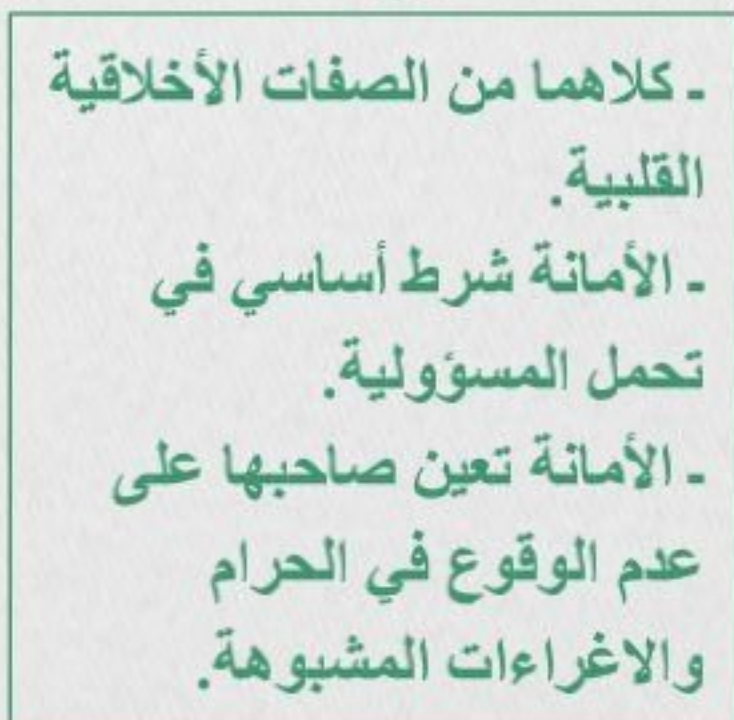 - كلاهما من الصفات الأخلاقية
القلبية.
- الأمانة شرط أساسي في
تحمل المسؤولية.
- الأمانة تعين صاحبها على
عدم الوقوع في الحرام
والاغراءات المشبوهة.